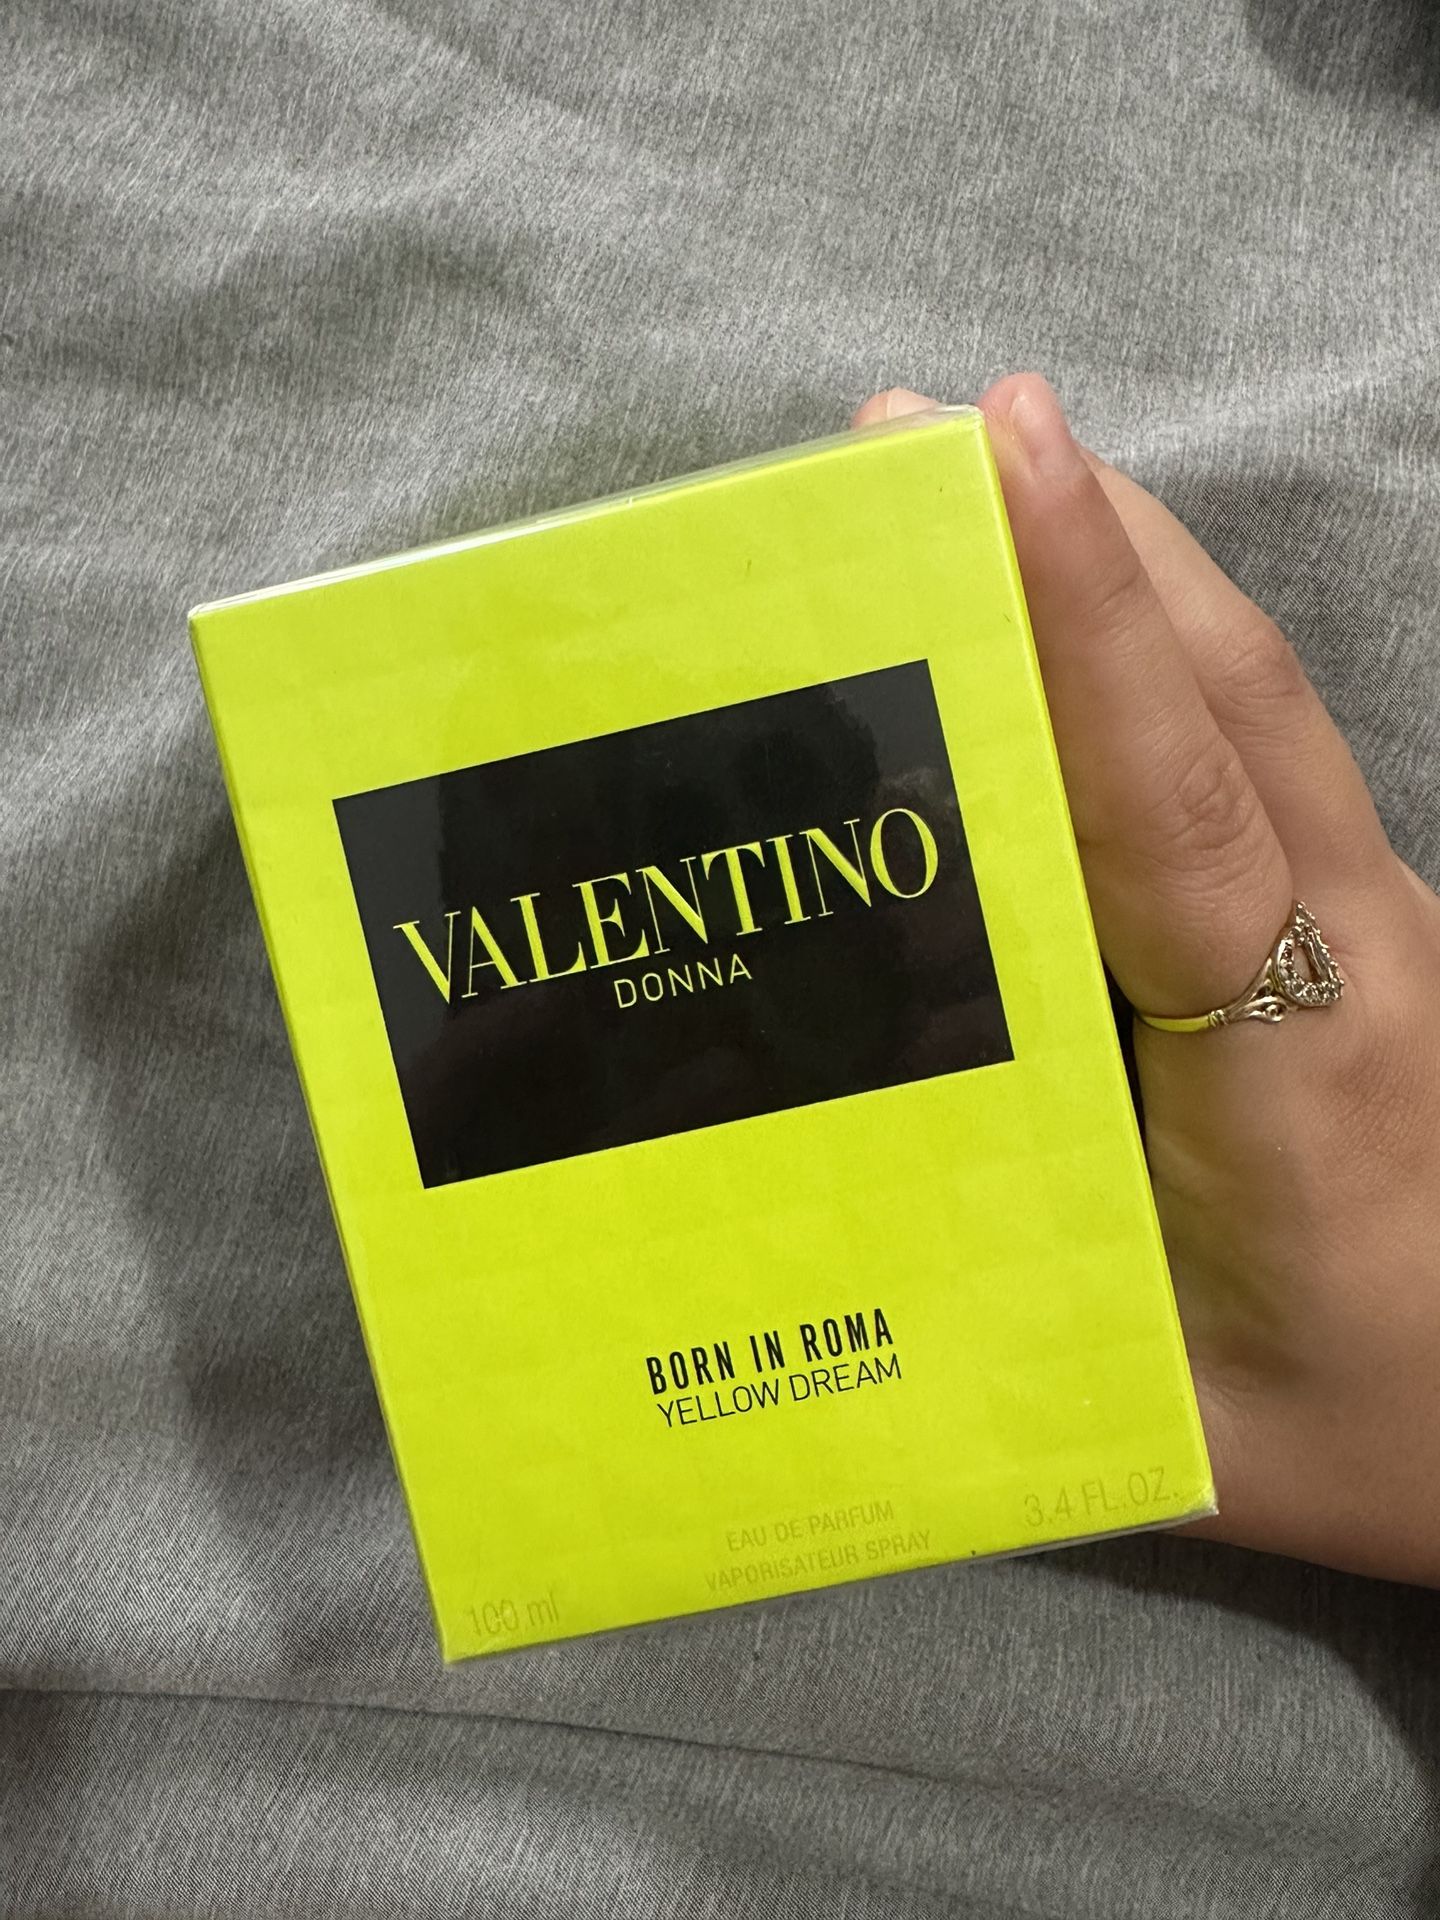 VALENTINO
DONNA
BORN IN ROMA
YELLOW DREAM
EAU DE PARFUM
VAPORISATEUR SPRAY
100 ml
3.4 FL.OZ.